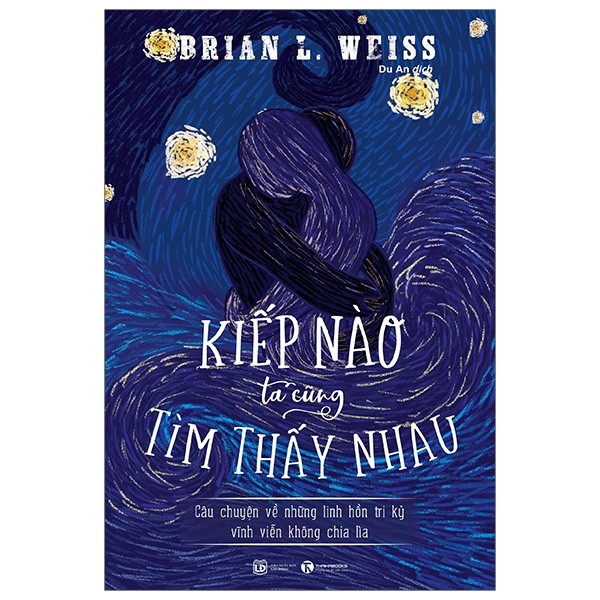 BRIAN L. WEISS
Du An dịch
KIẾP NÀO
ta cũng
TÌM THẤY NHAU
Câu chuyện về những linh hồn tri kỷ
vĩnh viễn không chia lìa
THAIHABOOKS